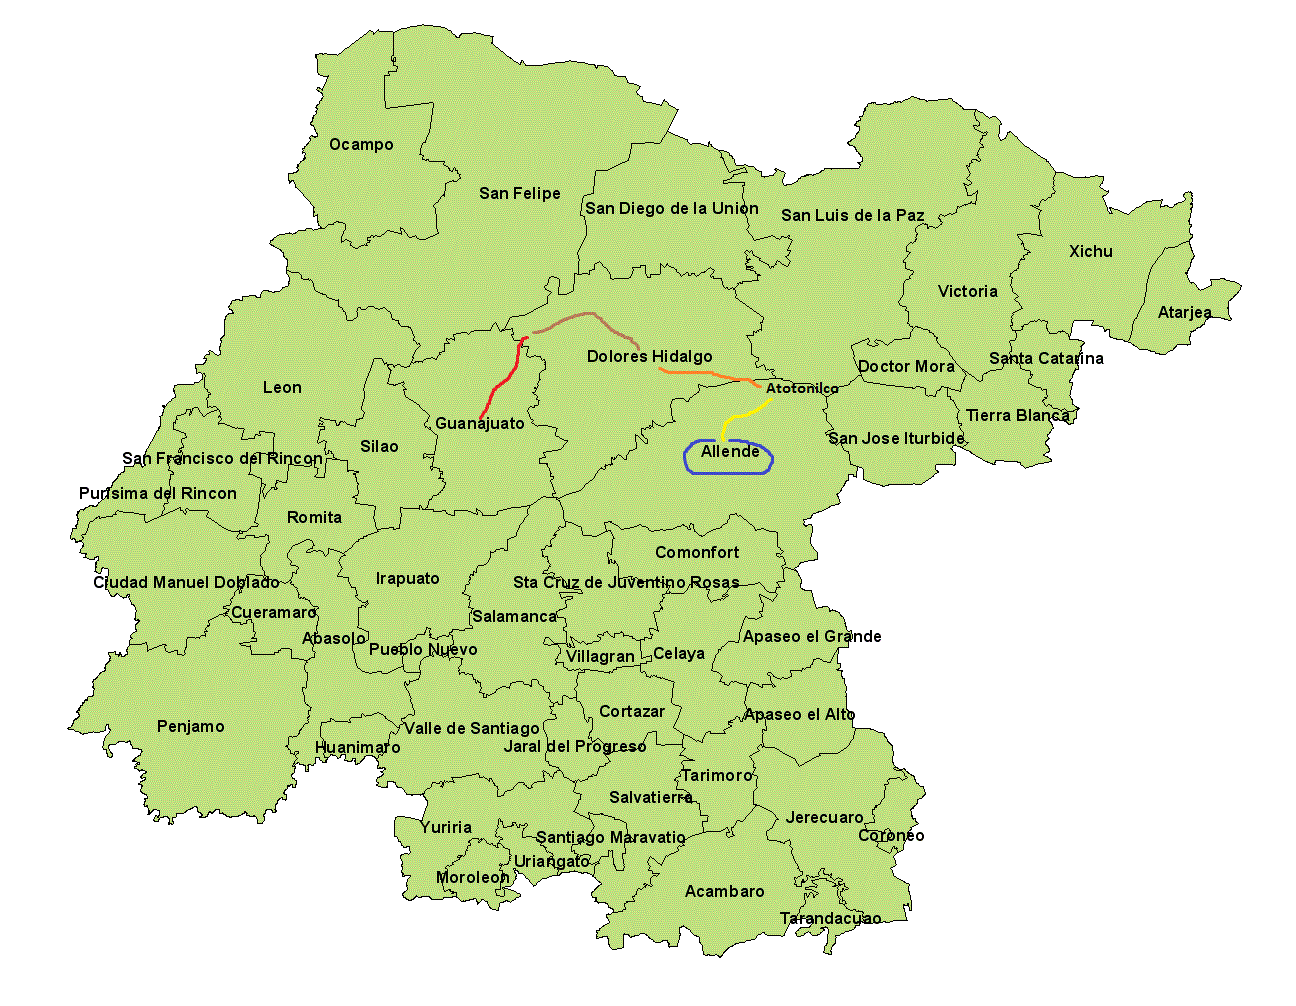 Ocampo
San Felipe
San Diego de la Union
San Luis de la Paz
Xichu
Victoria
Atarjea
Dolores Hidalgo
Doctor Mora
Santa Catarina
Leon
Atotonilco
Guanajuato
Tierra Blanca
Silao
San Jose Iturbide
Allende
San Francisco del Rincon
Purisima del Rincon
Romita
Comonfort
Irapuato
Ciudad Manuel Doblado
Sta Cruz de Juventino Rosas
Cueramaro
Salamanca
Abasolo
Apaseo el Grande
Pueblo Nuevo
Villagran
Celaya
Cortazar
Apaseo el Alto
Penjamo
Valle de Santiago
Huanimaro
Jaral del Progreso
Tarimoro
Salvatierra
Jerecuaro
Yuriria
Santiago Maravatio
Coroneo
Uriangato
Moroleon
Acambaro
Tarandacuao